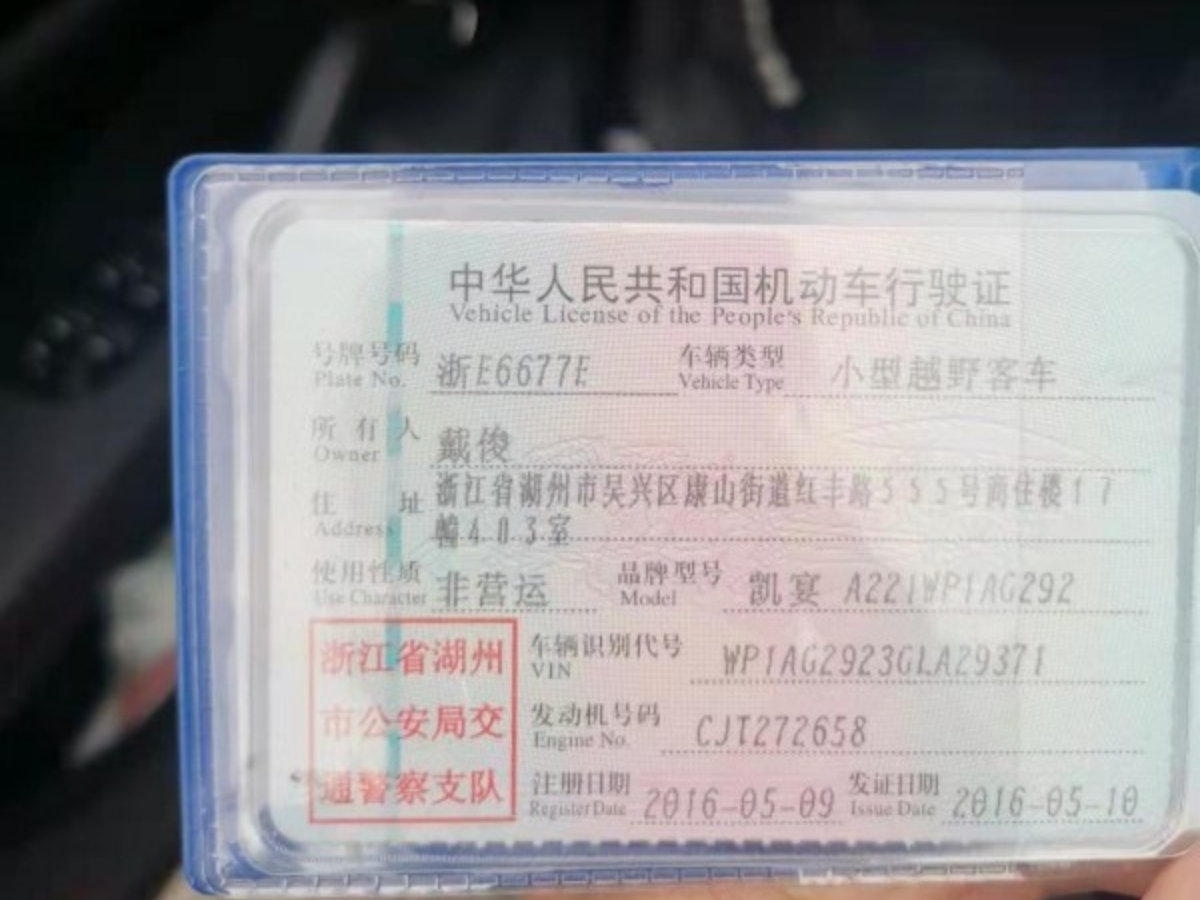 中华人民共和国机动车行驶证
Vehicle License of the People's Republic of China
号牌号码 浙E6677E 车辆类型 小型越野客车
Plate No. Vehicle Type
所有人 戴俊
Owner
住址 浙江省湖州市吴兴区康山街道红丰路555号商住楼17
Address 幢403室
使用性质 非营运 品牌型号 凯宴 A221WP1AG292
Use Character Model
浙江省湖州 车辆识别代号 WP1AG2923GLA29371
VIN
市公安局交 发动机号码 CJT272658
Engine No.
通警察支队 注册日期 2016-05-09 发证日期 2016-05-10
Register Date Issue Date